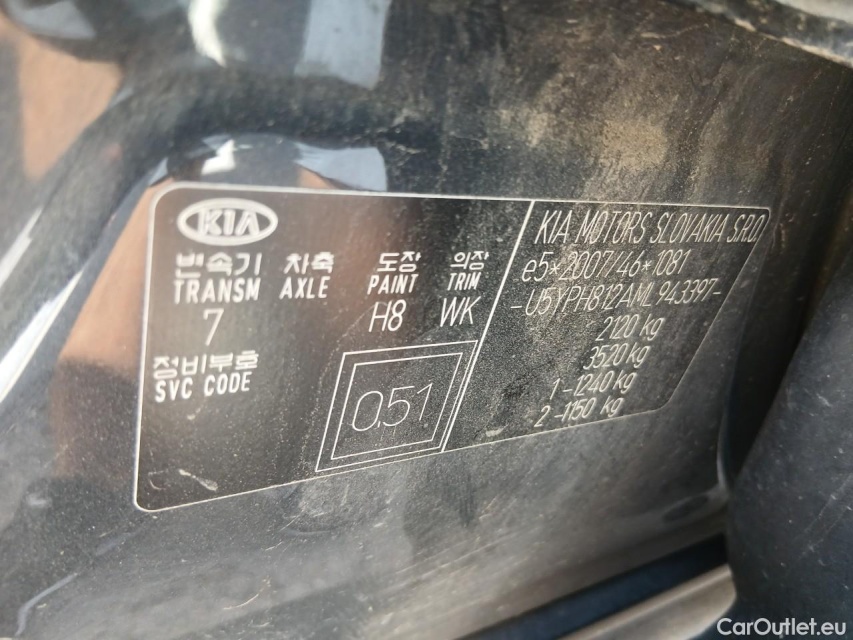 KIA
변속기 차축 도장 의장
TRANSM AXLE PAINT TRIM
7 H8 WK
정비부호
SVC CODE
0.51
KIA MOTORS SLOVAKIA S.R.O.
e5*2007/46*1081
-U5YPH812AML943397-
2120 kg
3520 kg
1-1240 kg
2-1150 kg
CarOutlet.eu